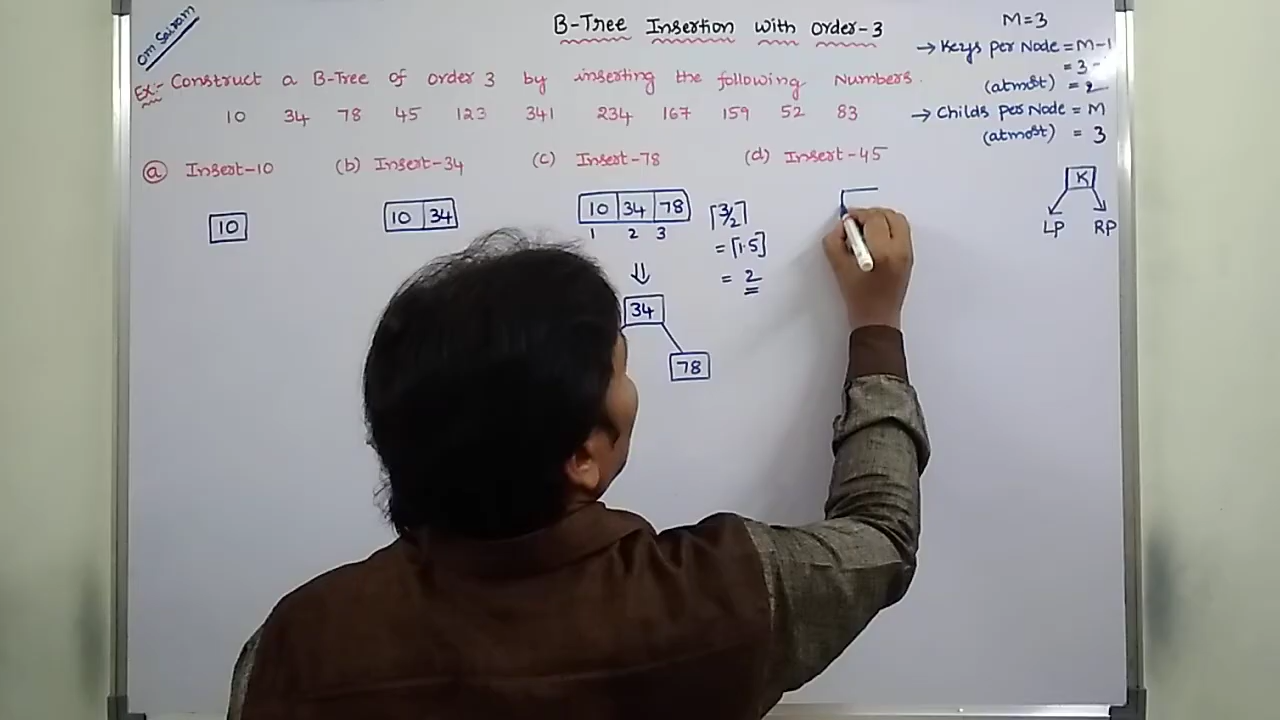 Om Sairam
B-Tree Insertion with order-3
M=3
→ Keys per Node = M-1
= 3-
(atmost) = 2
Ex:- Construct a B-Tree of order 3 by inserting the following Numbers.
10 34 78 45 123 341 234 167 159 52 83
→ Childs per Node = M
(atmost) = 3
(a) Insert-10 (b) Insert-34 (c) Insert-78 (d) Insert-45
10
10 34
10 34 78
1 2 3
⌈3/2⌉
= ⌈1.5⌉
= 2
⇓
34
78
K
LP RP